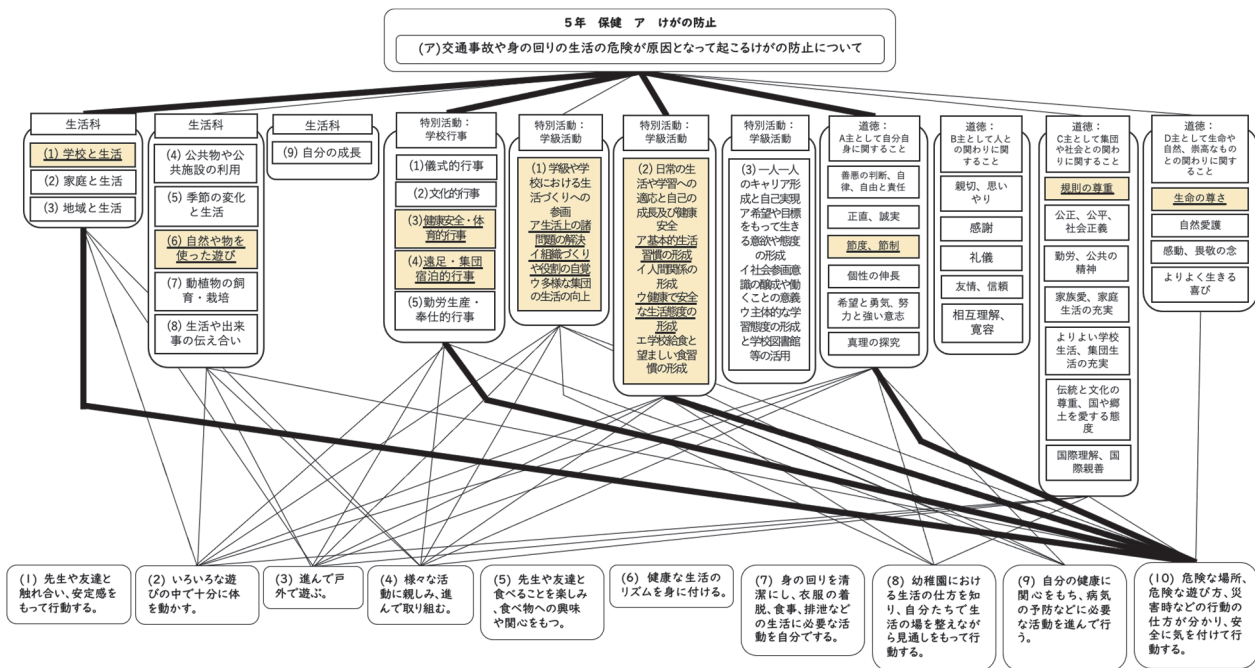 5年 保健 ア けがの防止
(ア)交通事故や身の回りの生活の危険が原因となって起こるけがの防止について
生活科
(1) 学校と生活
(2) 家庭と生活
(3) 地域と生活
生活科
(4) 公共物や公
共施設の利用
(5) 季節の変化
と生活
(6) 自然や物を
使った遊び
(7) 動植物の飼
育・栽培
(8) 生活や出来
事の伝え合い
生活科
(9) 自分の成長
特別活動：
学校行事
(1)儀式的行事
(2)文化的行事
(3)健康安全・体
育的行事
(4)遠足・集団
宿泊的行事
(5)勤労生産・
奉仕的行事
特別活動：
学級活動
(1) 学級や学
校における生
活づくりへの
参画
ア生活上の諸
問題の解決
イ組織づくり
や役割の自覚
ウ多様な集団
の生活の向上
特別活動：
学級活動
(2) 日常の生
活や学習への
適応と自己の
成長及び健康
安全
ア基本的生活
習慣の形成
イ人間関係の
形成
ウ健康で安全
な生活態度の
形成
エ学校給食と
望ましい食習
慣の形成
特別活動：
学級活動
(3) 一人一人
のキャリア形
成と自己実現
ア希望や目標
をもって生き
る意欲や態度
の形成
イ社会参画意
識の醸成や働
くことの意義
ウ主体的な学
習態度の形成
と学校図書館
等の活用
道徳：
A主として自分自
身に関すること
善悪の判断、自
律、自由と責任
正直、誠実
節度、節制
個性の伸長
希望と勇気、努
力と強い意志
真理の探究
道徳：
B主として人と
の関わりに関
すること
親切、思い
やり
感謝
礼儀
友情、信頼
相互理解、
寛容
道徳：
C主として集団
や社会との関わ
りに関すること
規則の尊重
公正、公平、
社会正義
勤労、公共の
精神
家族愛、家庭
生活の充実
よりよい学校
生活、集団生
活の充実
伝統と文化の
尊重、国や郷
土を愛する態
度
国際理解、国
際親善
道徳：
D主として生命や
自然、崇高なもの
との関わりに関す
ること
生命の尊さ
自然愛護
感動、畏敬の念
よりよく生きる
喜び
(1) 先生や友達と
触れ合い、安定感
をもって行動する。
(2) いろいろな遊
びの中で十分に体
を動かす。
(3) 進んで戸
外で遊ぶ。
(4) 様々な活
動に親しみ、進
んで取り組む。
(5) 先生や友達と
食べることを楽しみ
、食べ物への興味
や関心をもつ。
(6) 健康な生活の
リズムを身に付ける。
(7) 身の回りを清
潔にし、衣服の着
脱、食事、排泄など
の生活に必要な活
動を自分でする。
(8) 幼稚園におけ
る生活の仕方を知
り、自分たちで生
活の場を整えなが
ら見通しをもって行
動する。
(9) 自分の健康に
関心をもち、病気
の予防などに必要
な活動を進んで行
う。
(10) 危険な場所、
危険な遊び方、災
害時などの行動の
仕方が分かり、安
全に気を付けて行
動する。